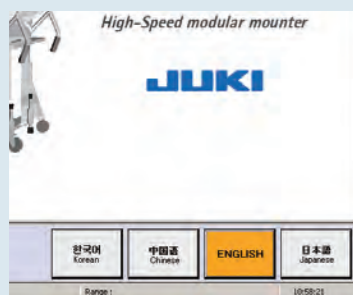 High-Speed modular mounter
JUKI
한국어
Korean
中国语
Chinese
ENGLISH
日本語
Japanese
Range :
10:58:21